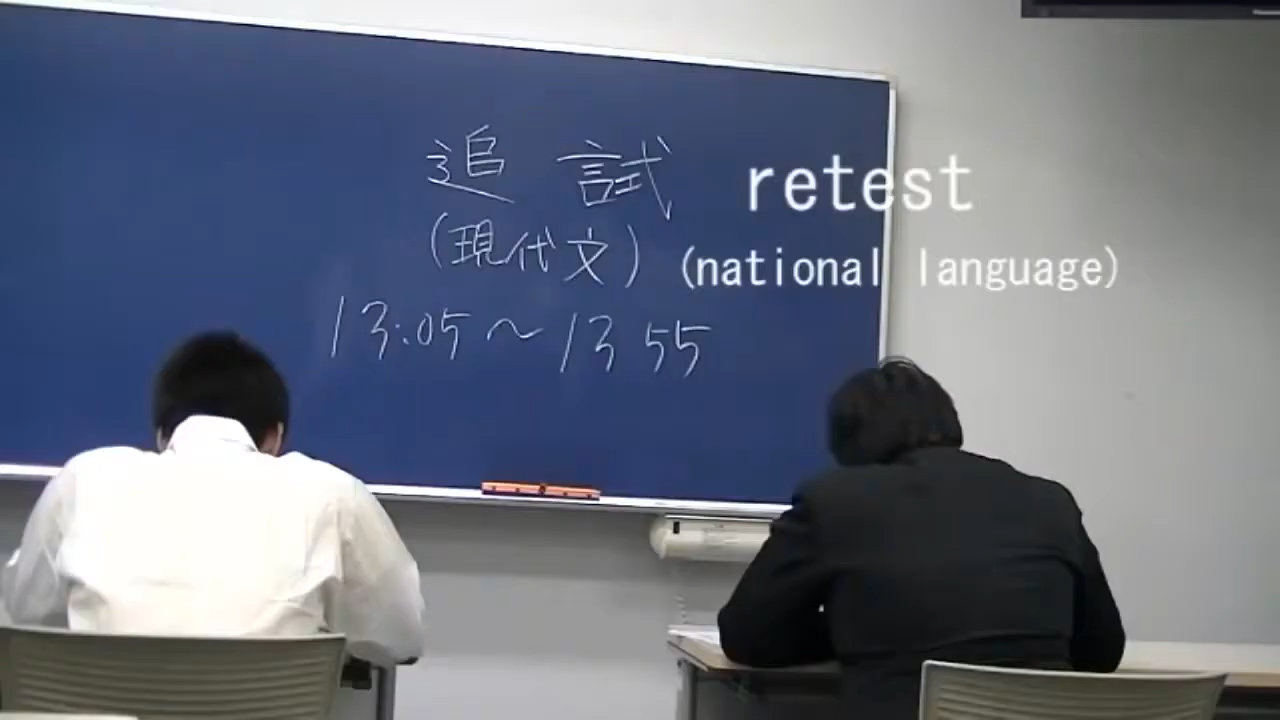 追試 retest
(現代文) (national language)
13:05～13 55